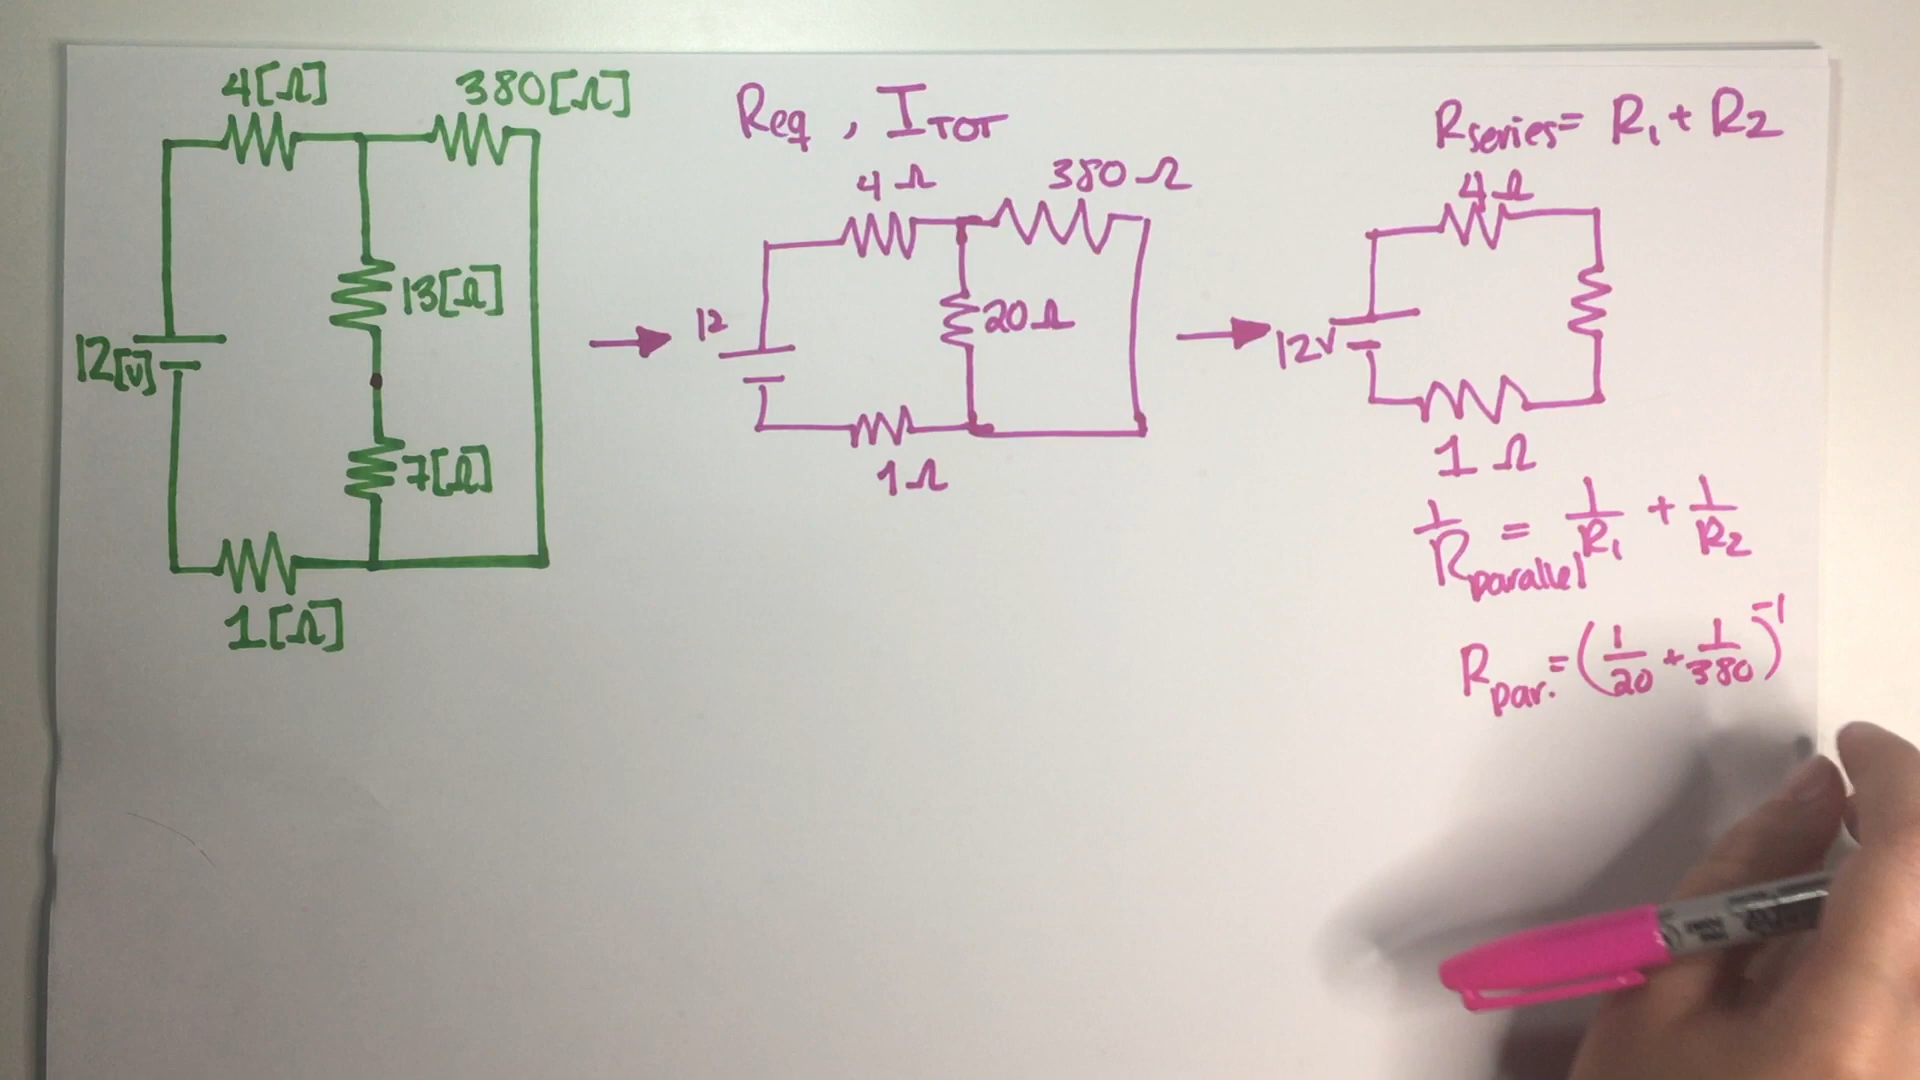 4[Ω]
380[Ω]
13[Ω]
12[v]
7[Ω]
1[Ω]
Req , ITOT
4 Ω
380 Ω
12
20 Ω
1 Ω
Rseries = R1 + R2
4 Ω
12V
1 Ω
1/Rparallel = 1/R1 + 1/R2
Rpar. = (1/20 + 1/380)^-1